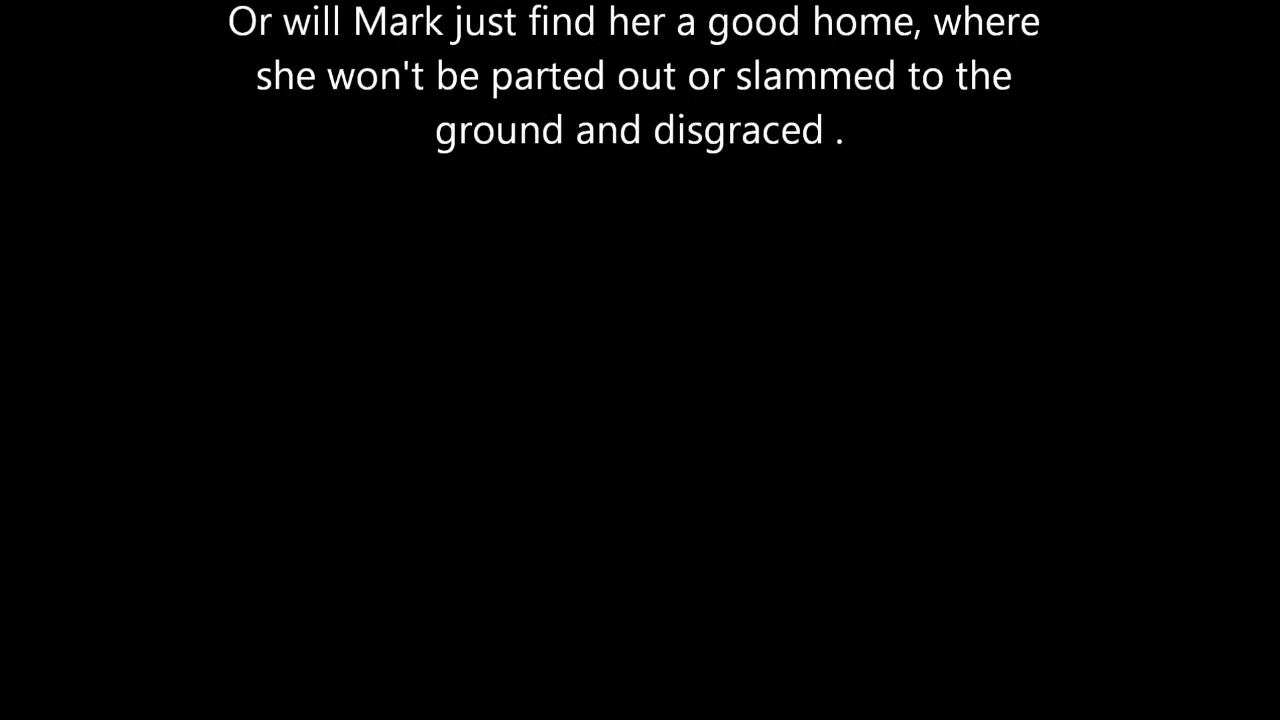 Or will Mark just find her a good home, where
she won't be parted out or slammed to the
ground and disgraced .